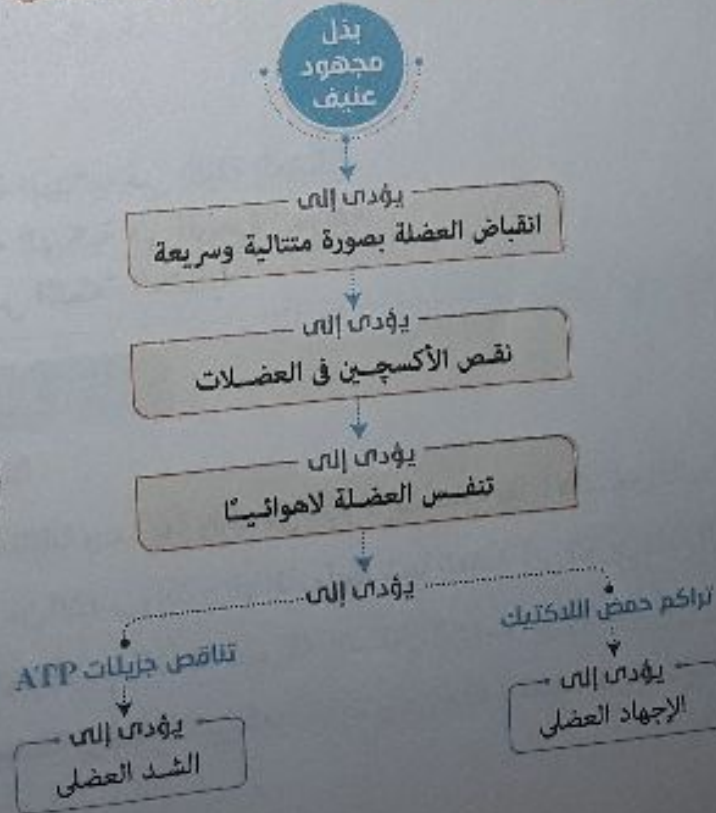 بذل
مجهود
عنيف
يؤدى إلى
انقباض العضلة بصورة متتالية وسريعة
يؤدى إلى
نقص الأكسچين فى العضلات
يؤدى إلى
تنفس العضلة لاهوائيًا
يؤدى إلى
تراكم حمض اللاكتيك
تناقص جزيئات ATP
يؤدى إلى
الإجهاد العضلى
يؤدى إلى
الشد العضلى